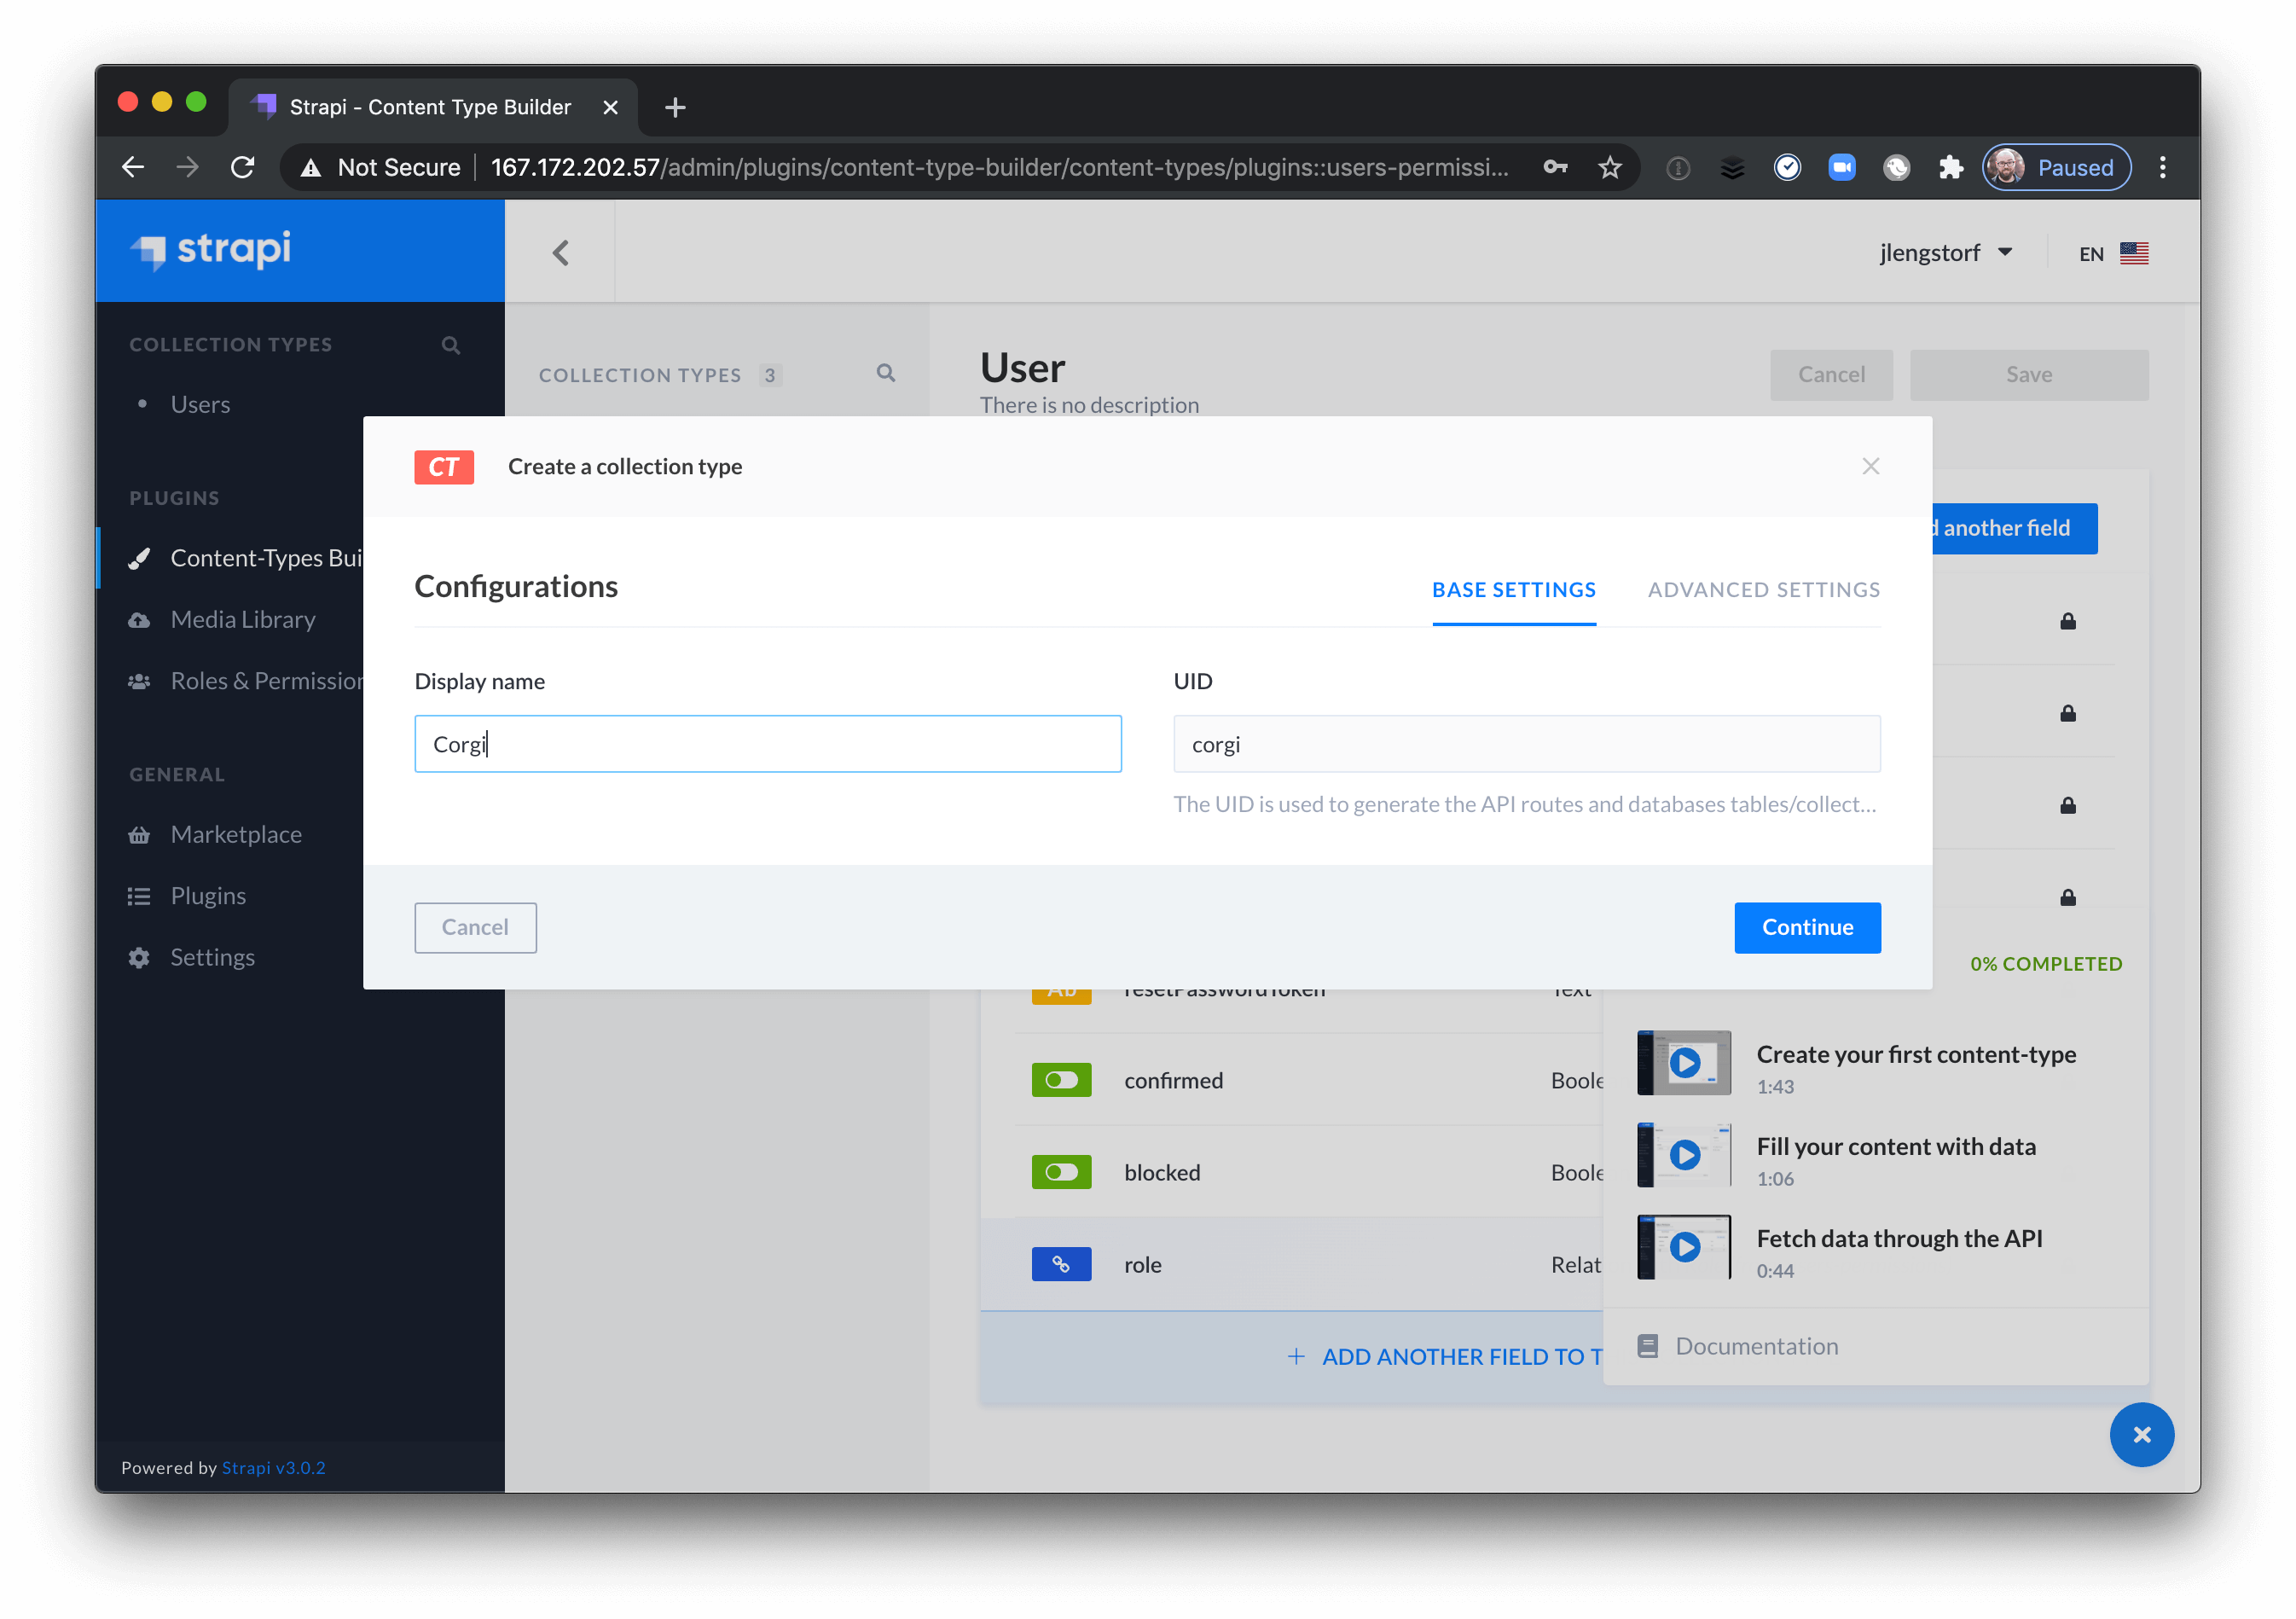 Strapi - Content Type Builder
Not Secure 167.172.202.57/admin/plugins/content-type-builder/content-types/plugins::users-permissi... Paused
strapi
jlengstorf EN
COLLECTION TYPES
Users
PLUGINS
Content-Types Bui
Media Library
Roles & Permission
GENERAL
Marketplace
Plugins
Settings
Powered by Strapi v3.0.2
COLLECTION TYPES 3
User
There is no description
Cancel Save
d another field
CT Create a collection type
Configurations
BASE SETTINGS ADVANCED SETTINGS
Display name
Corgi
UID
corgi
The UID is used to generate the API routes and databases tables/collect...
Cancel Continue
Ab resetPasswordToken Text
confirmed Boole
blocked Boole
role Relat
+ ADD ANOTHER FIELD TO T
0% COMPLETED
Create your first content-type
1:43
Fill your content with data
1:06
Fetch data through the API
0:44
Documentation